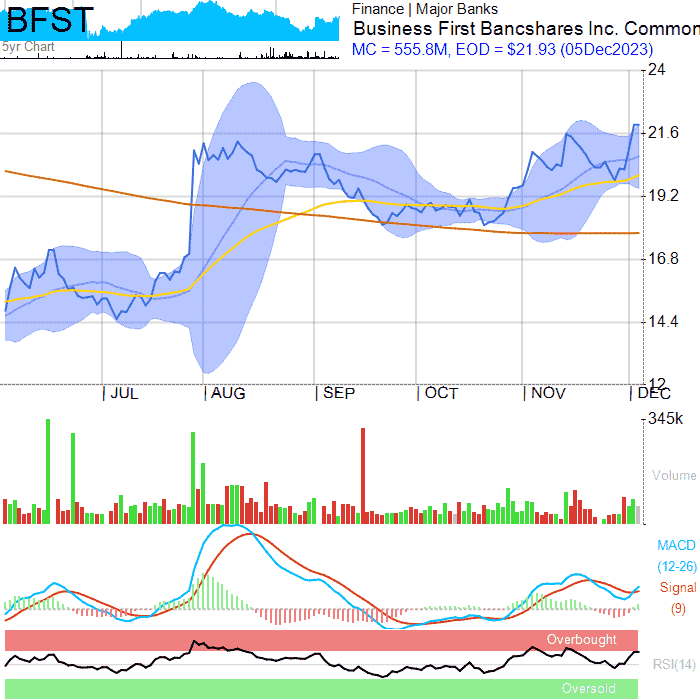 BFST
5yr Chart
Finance | Major Banks
Business First Bancshares Inc. Common
MC = 555.8M, EOD = $21.93 (05Dec2023)
24
21.6
19.2
16.8
14.4
12
JUL
AUG
SEP
OCT
NOV
DEC
345k
Volume
MACD
(12-26)
Signal
(9)
Overbought
RSI(14)
Oversold